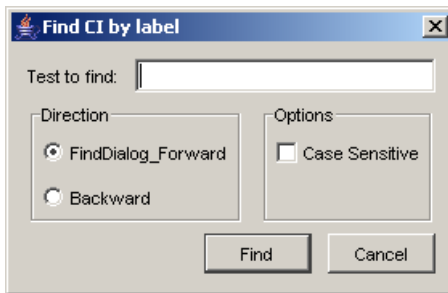 Find CI by label
Test to find:
Direction
FindDialog_Forward
Backward
Options
Case Sensitive
Find
Cancel